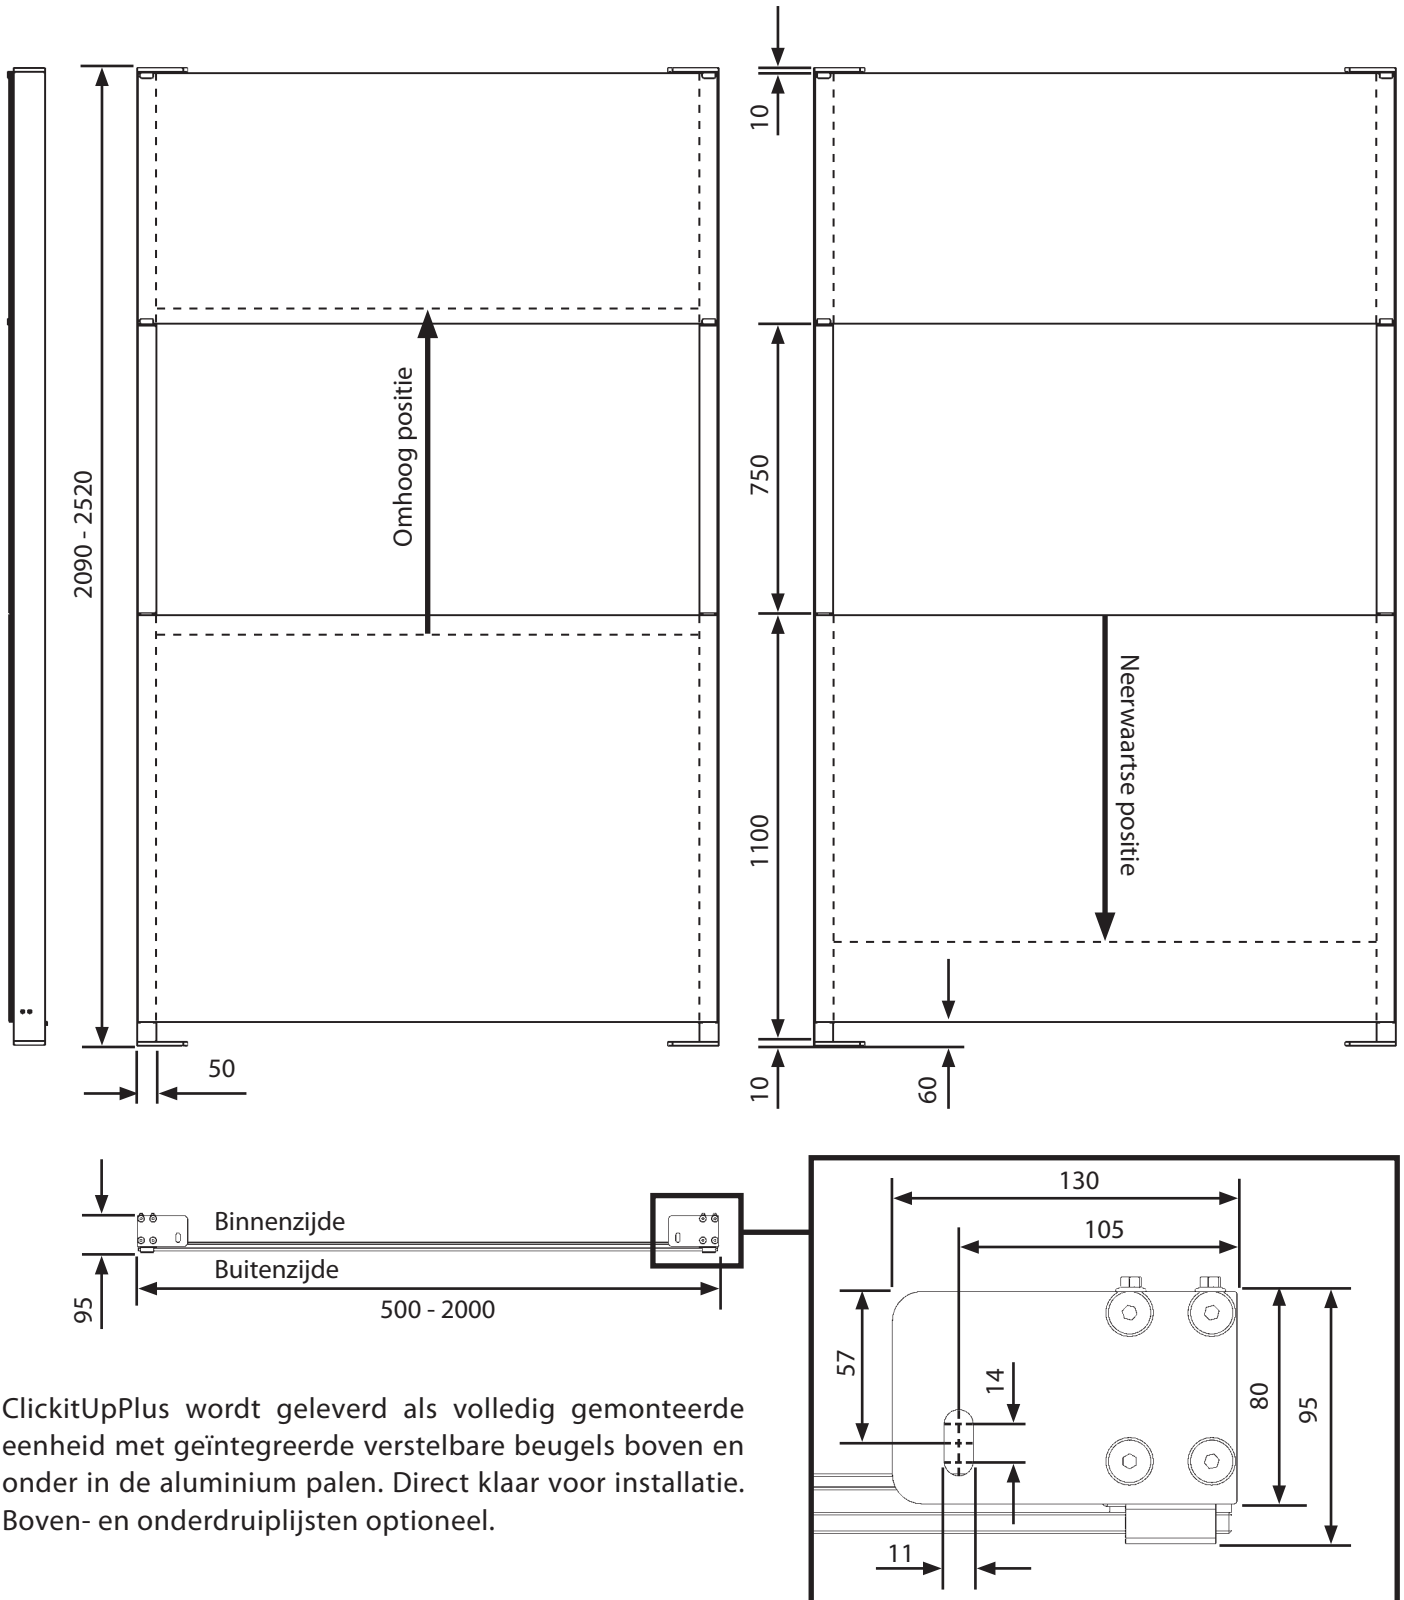 10
2090 - 2520
Omhoog positie
750
Neerwaartse positie
1100
50
10
60
Binnenzijde
Buitenzijde
95
500 - 2000
130
105
57
14
80
95
11
ClickitUpPlus wordt geleverd als volledig gemonteerde
eenheid met geïntegreerde verstelbare beugels boven en
onder in de aluminium palen. Direct klaar voor installatie.
Boven- en onderdruiplijsten optioneel.